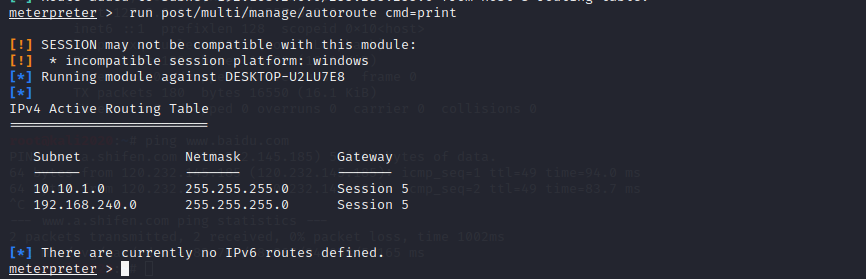 meterpreter > run post/multi/manage/autoroute cmd=print
[!] SESSION may not be compatible with this module:
[!]  * incompatible session platform: windows
[*] Running module against DESKTOP-U2LU7E8
[*]
IPv4 Active Routing Table
=========================
Subnet Netmask Gateway
------ ------- -------
10.10.1.0 255.255.255.0 Session 5
192.168.240.0 255.255.255.0 Session 5
[*] There are currently no IPv6 routes defined.
meterpreter >